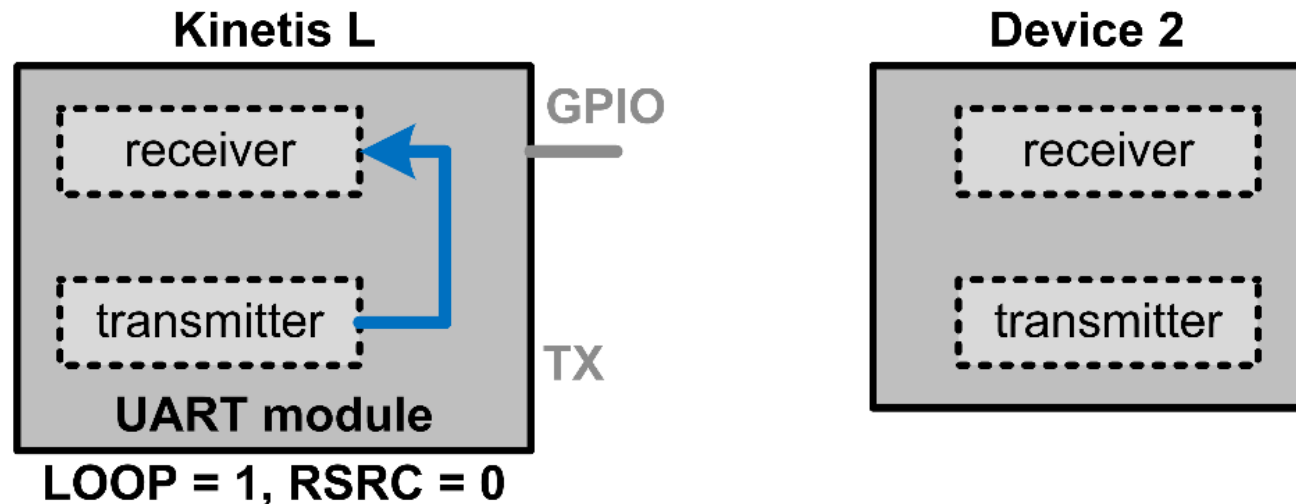 Kinetis L
receiver
transmitter
UART module
LOOP = 1, RSRC = 0
GPIO
TX
Device 2
receiver
transmitter